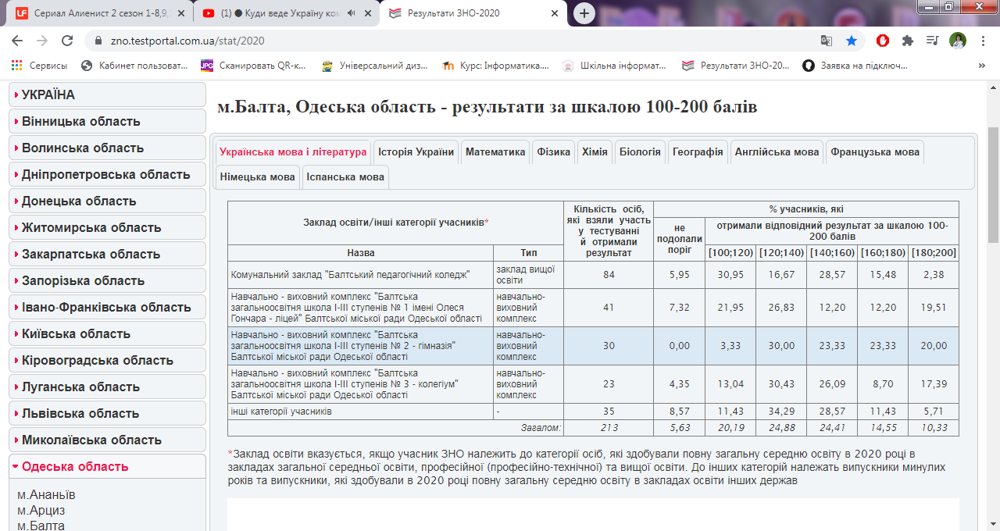 Сериал Алиенист 2 сезон 1-8,9,
(1) ● Куди веде Україну ком
Результати ЗНО-2020
zno.testportal.com.ua/stat/2020
Сервисы
Кабинет пользоват...
JPG
Сканировать QR-к...
Універсальний диз...
Курс: Інформатика....
Шкільна інформат...
Результати ЗНО-20...
Заявка на підключ...
»
УКРАЇНА
Вінницька область
Волинська область
Дніпропетровська область
Донецька область
Житомирська область
Закарпатська область
Запорізька область
Івано-Франківська область
Київська область
Кіровоградська область
Луганська область
Львівська область
Миколаївська область
Одеська область
м.Ананьїв
м.Арциз
м.Балта
м.Балта, Одеська область - результати за шкалою 100-200 балів
Українська мова і література Історія України Математика Фізика Хімія Біологія Географія Англійська мова Французька мова
Німецька мова Іспанська мова
Заклад освіти/інші категорії учасників*
Назва
Тип
Кількість осіб,
які взяли участь
у тестуванні
й отримали
результат
% учасників, які
не
подолали
поріг
отримали відповідний результат за шкалою 100-
200 балів
[100;120) [120;140) [140;160) [160;180) [180;200]
Комунальний заклад "Балтський педагогічний коледж"
заклад вищої
освіти
84 5,95 30,95 16,67 28,57 15,48 2,38
Навчально - виховний комплекс "Балтська
загальноосвітня школа І-ІІІ ступенів № 1 імені Олеся
Гончара - ліцей" Балтської міської ради Одеської області
навчально-
виховний
комплекс
41 7,32 21,95 26,83 12,20 12,20 19,51
Навчально - виховний комплекс "Балтська
загальноосвітня школа І-ІІІ ступенів № 2 - гімназія"
Балтської міської ради Одеської області
навчально-
виховний
комплекс
30 0,00 3,33 30,00 23,33 23,33 20,00
Навчально - виховний комплекс "Балтська
загальноосвітня школа І-ІІІ ступенів № 3 - колегіум"
Балтської міської ради Одеської області
навчально-
виховний
комплекс
23 4,35 13,04 30,43 26,09 8,70 17,39
інші категорії учасників - 35 8,57 11,43 34,29 28,57 11,43 5,71
Загалом: 213 5,63 20,19 24,88 24,41 14,55 10,33
*Заклад освіти вказується, якщо учасник ЗНО належить до категорії осіб, які здобували повну загальну середню освіту в 2020 році в
закладах загальної середньої освіти, професійної (професійно-технічної) та вищої освіти. До інших категорій належать випускники минулих
років та випускники, які здобували в 2020 році повну загальну середню освіту в закладах освіти інших держав